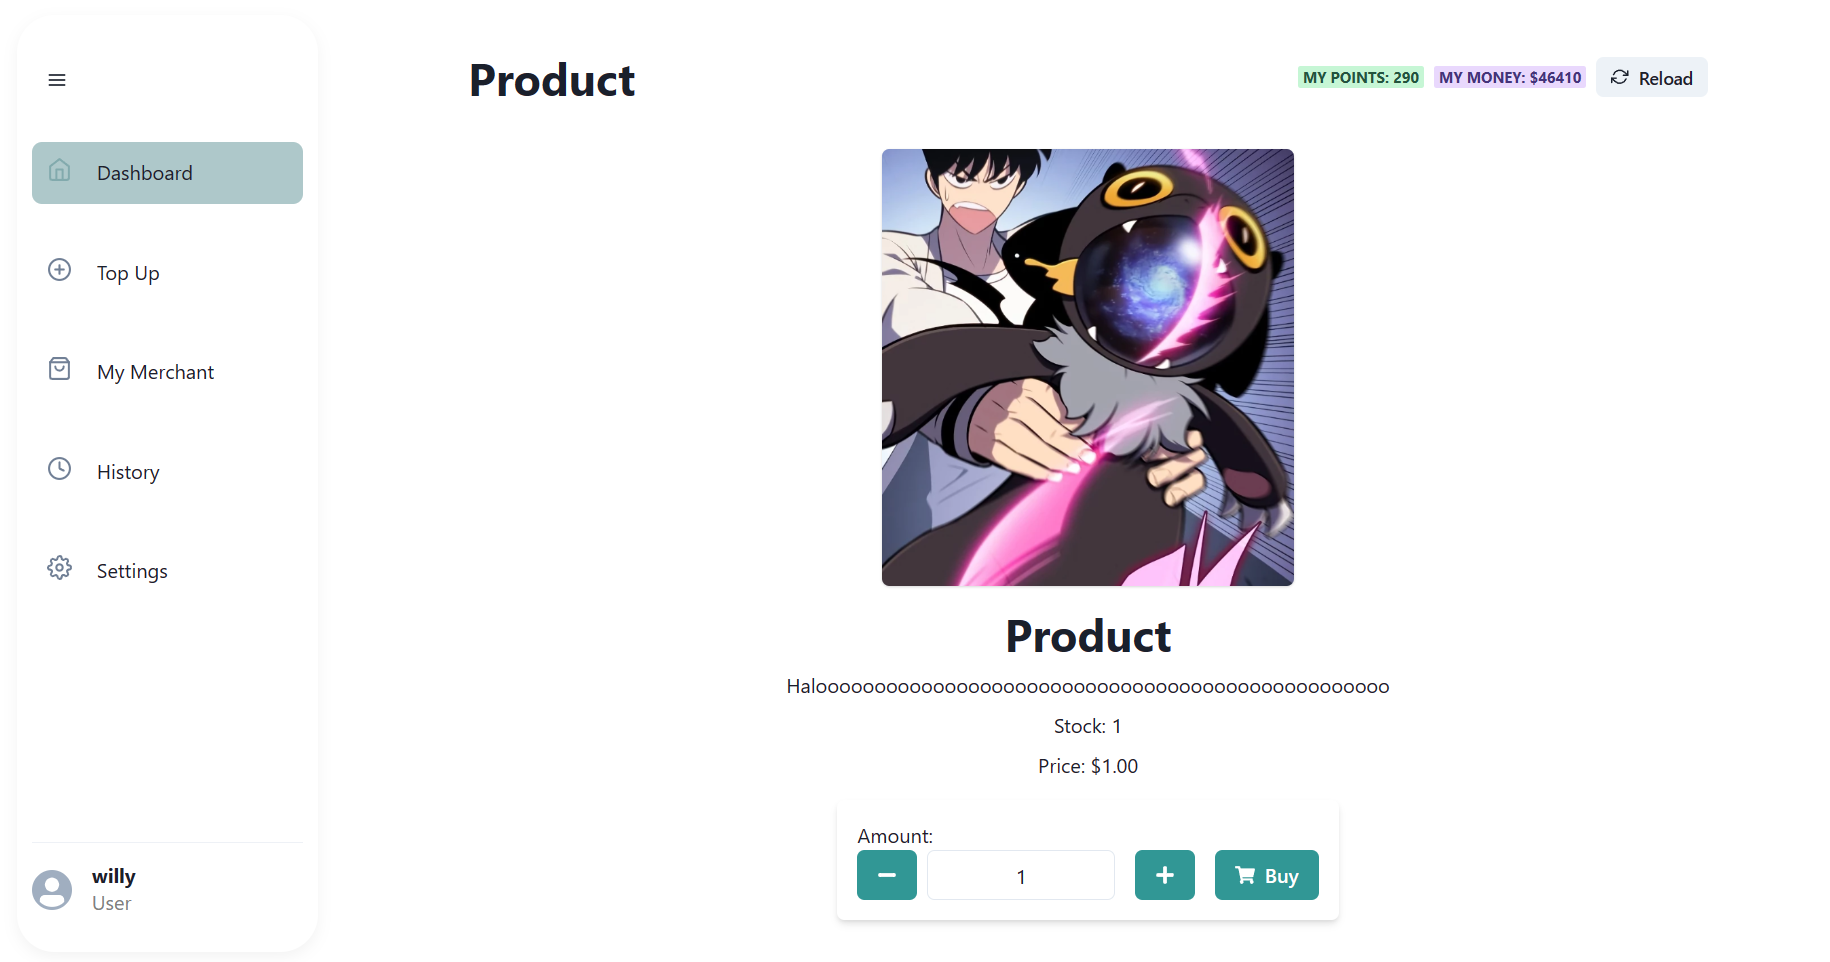 Product
MY POINTS: 290
MY MONEY: $46410
Reload
Dashboard
Top Up
My Merchant
History
Settings
willy
User
Product
Halooooooooooooooooooooooooooooooooooooooooooooooooo
Stock: 1
Price: $1.00
Amount:
1
Buy